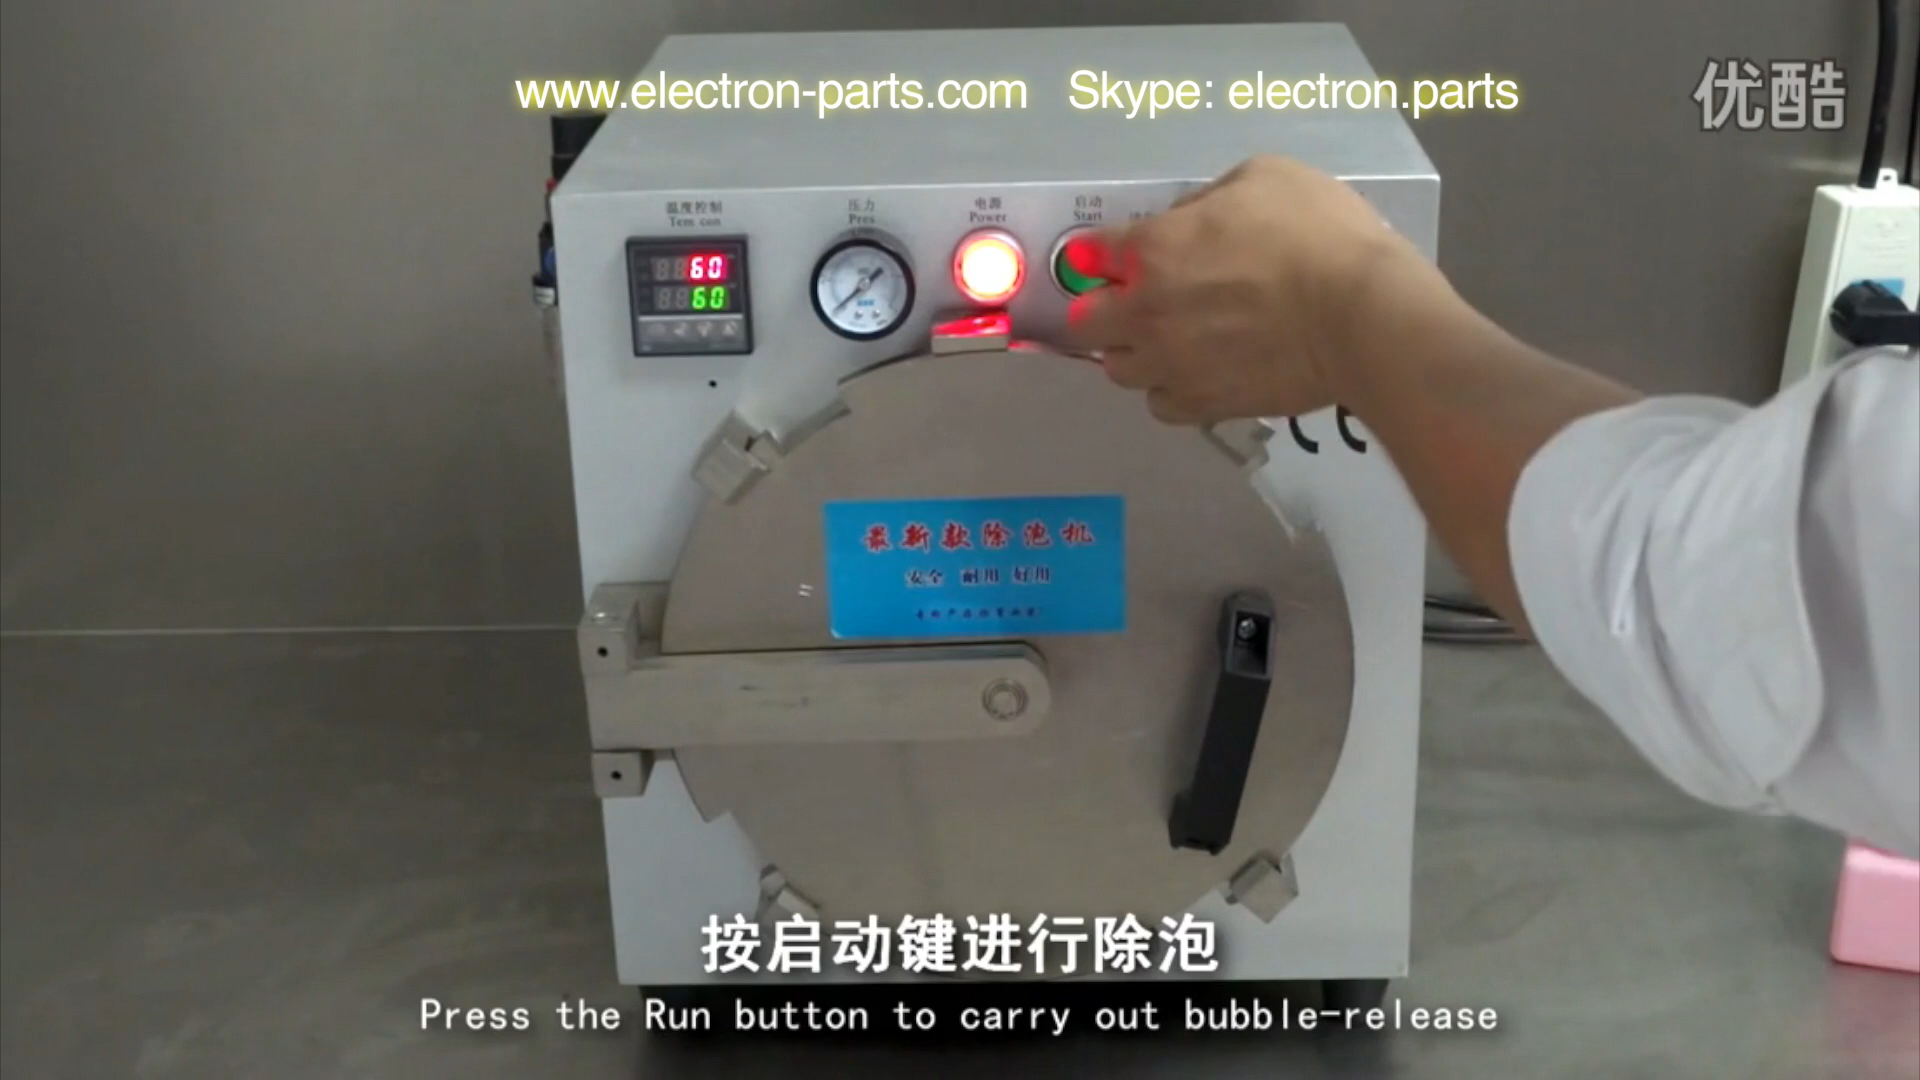 www.electron-parts.com Skype: electron.parts
优酷
温度控制
Tem con
压力
Pres
电源
Power
启动
Start
60
60
最新款除泡机
安全 耐用 好用
按启动键进行除泡
Press the Run button to carry out bubble-release